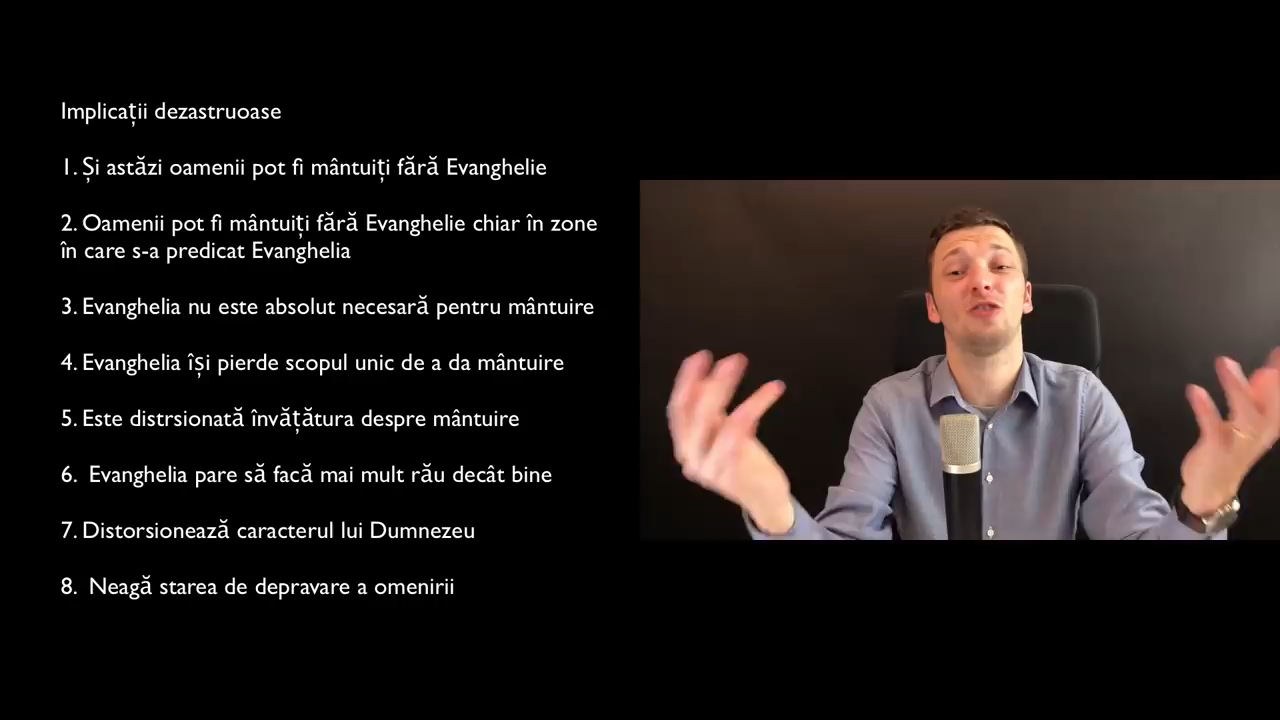 Implicații dezastruoase
1. Și astăzi oamenii pot fi mântuiți fără Evanghelie
2. Oamenii pot fi mântuiți fără Evanghelie chiar în zone
în care s-a predicat Evanghelia
3. Evanghelia nu este absolut necesară pentru mântuire
4. Evanghelia își pierde scopul unic de a da mântuire
5. Este distrsionată învățătura despre mântuire
6.  Evanghelia pare să facă mai mult rău decât bine
7. Distorsionează caracterul lui Dumnezeu
8.  Neagă starea de depravare a omenirii